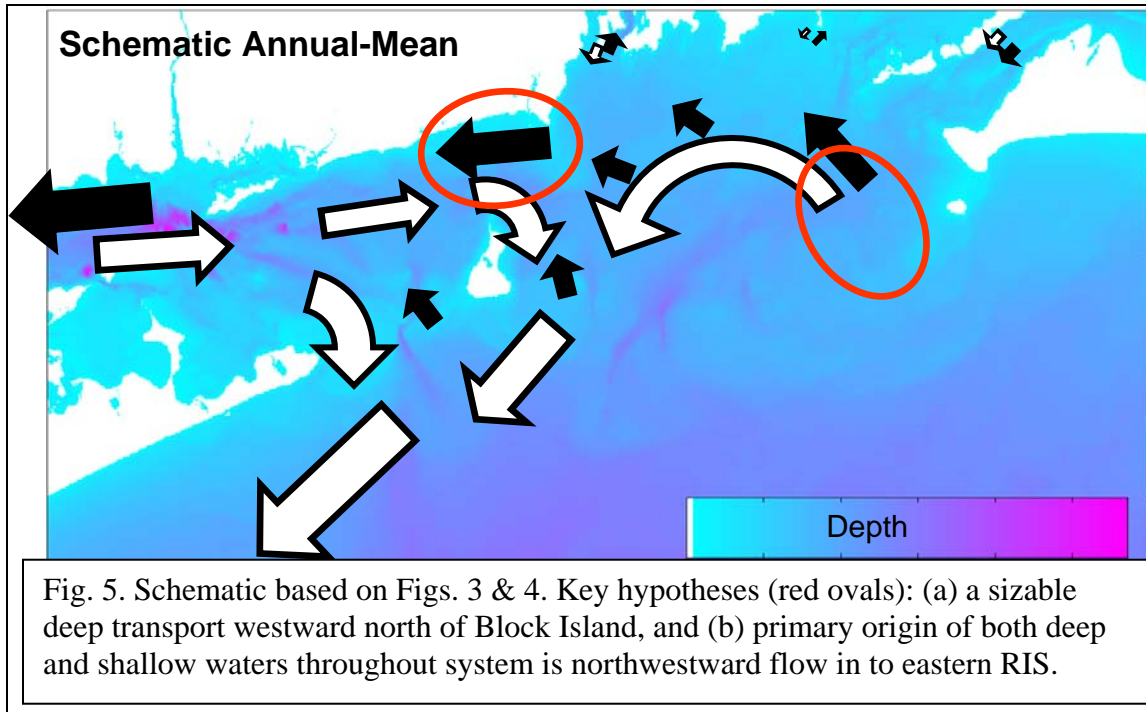 Schematic Annual-Mean
Depth
Fig. 5. Schematic based on Figs. 3 & 4. Key hypotheses (red ovals): (a) a sizable
deep transport westward north of Block Island, and (b) primary origin of both deep
and shallow waters throughout system is northwestward flow in to eastern RIS.